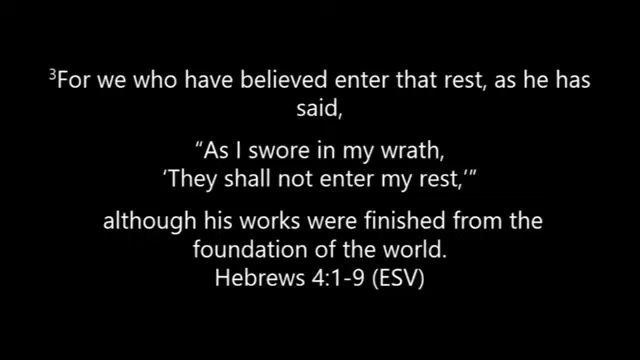 ³For we who have believed enter that rest, as he has
said,
“As I swore in my wrath,
‘They shall not enter my rest,’”
although his works were finished from the
foundation of the world.
Hebrews 4:1-9 (ESV)